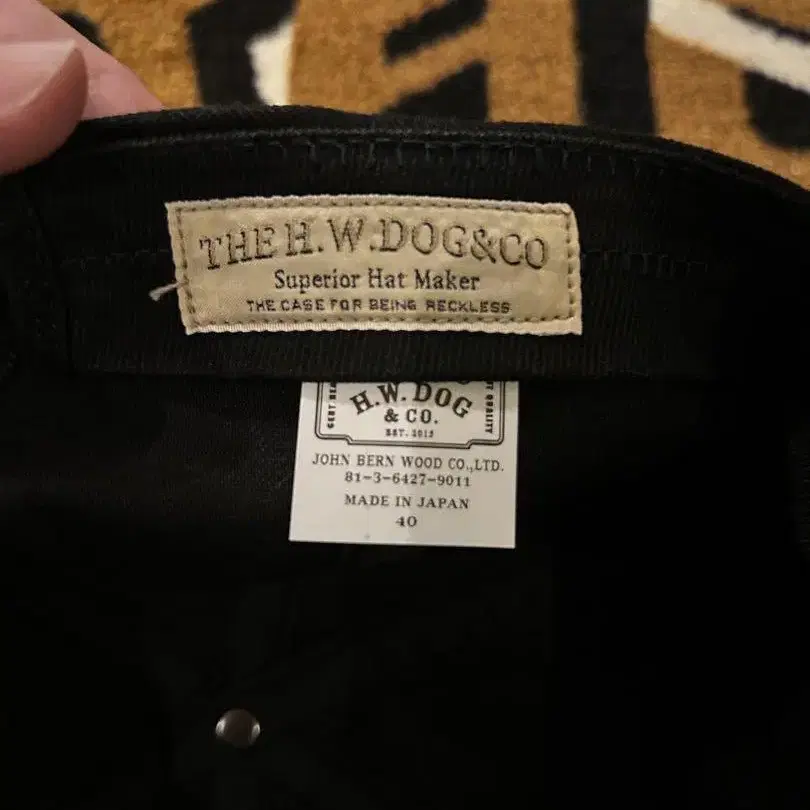 THE H.W.DOG&CO
Superior Hat Maker
THE CASE FOR BEING RECKLESS
H.W.DOG
& CO.
EST. 2013
JOHN BERN WOOD CO.,LTD.
81-3-6427-9011
MADE IN JAPAN
40